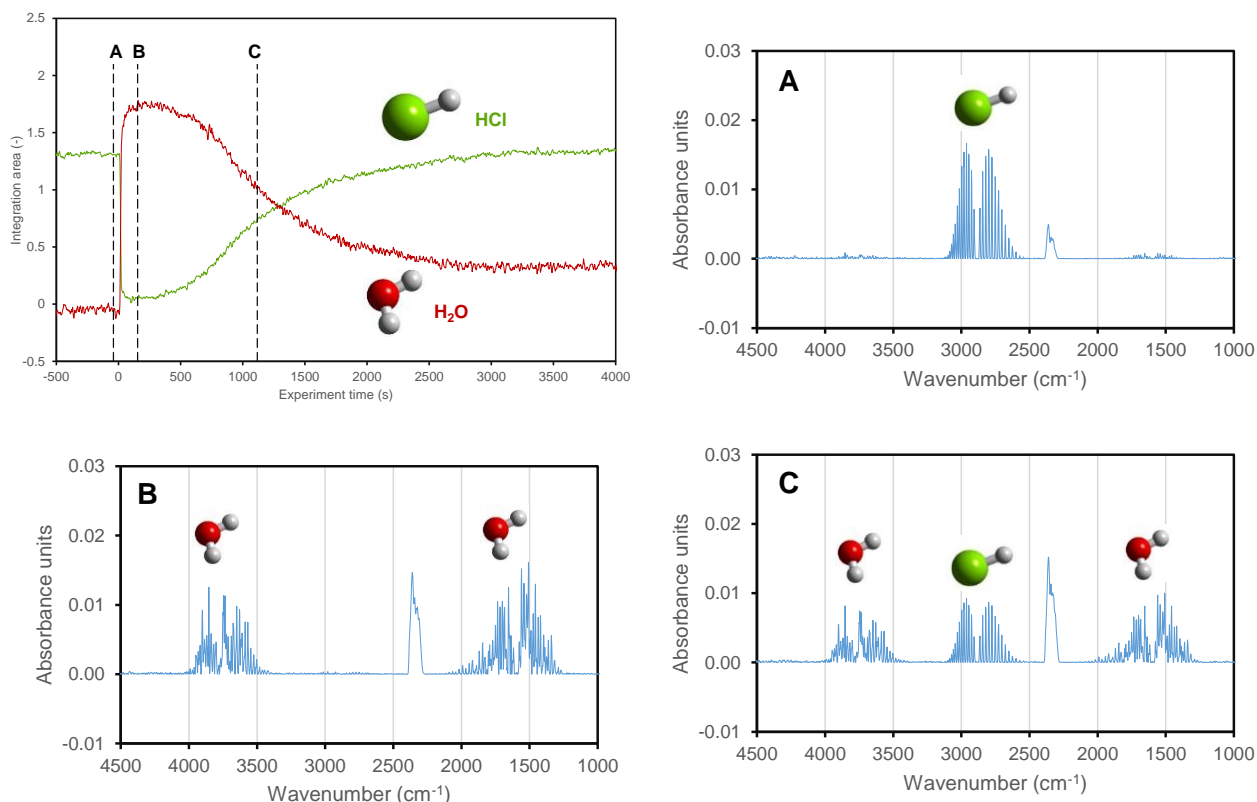 2.5
2
1.5
1
0.5
0
-0.5
Integration area (-)
A B C
HCl
H₂O
-500 0 500 1000 1500 2000 2500 3000 3500 4000
Experiment time (s)
A
0.03
0.02
0.01
0.00
-0.01
Absorbance units
4500 4000 3500 3000 2500 2000 1500 1000
Wavenumber (cm⁻¹)
B
0.03
0.02
0.01
0.00
-0.01
Absorbance units
4500 4000 3500 3000 2500 2000 1500 1000
Wavenumber (cm⁻¹)
C
0.03
0.02
0.01
0.00
-0.01
Absorbance units
4500 4000 3500 3000 2500 2000 1500 1000
Wavenumber (cm⁻¹)